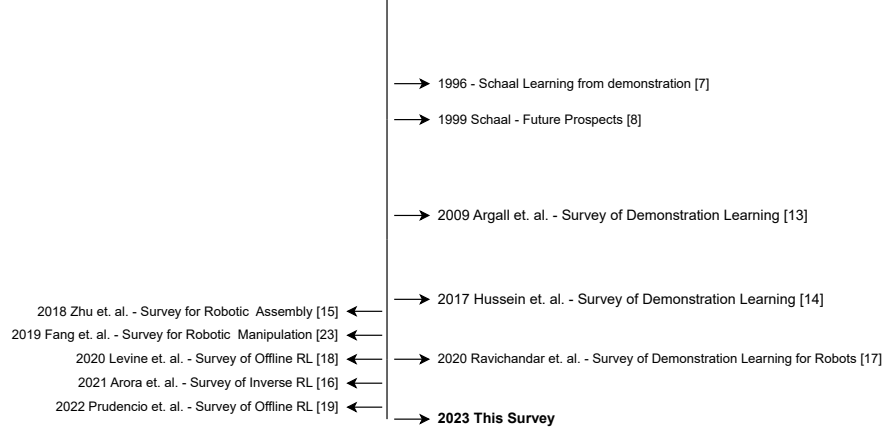 1996 - Schaal Learning from demonstration [7]
1999 Schaal - Future Prospects [8]
2009 Argall et. al. - Survey of Demonstration Learning [13]
2017 Hussein et. al. - Survey of Demonstration Learning [14]
2018 Zhu et. al. - Survey for Robotic Assembly [15]
2019 Fang et. al. - Survey for Robotic Manipulation [23]
2020 Levine et. al. - Survey of Offline RL [18]
2020 Ravichandar et. al. - Survey of Demonstration Learning for Robots [17]
2021 Arora et. al. - Survey of Inverse RL [16]
2022 Prudencio et. al. - Survey of Offline RL [19]
2023 This Survey